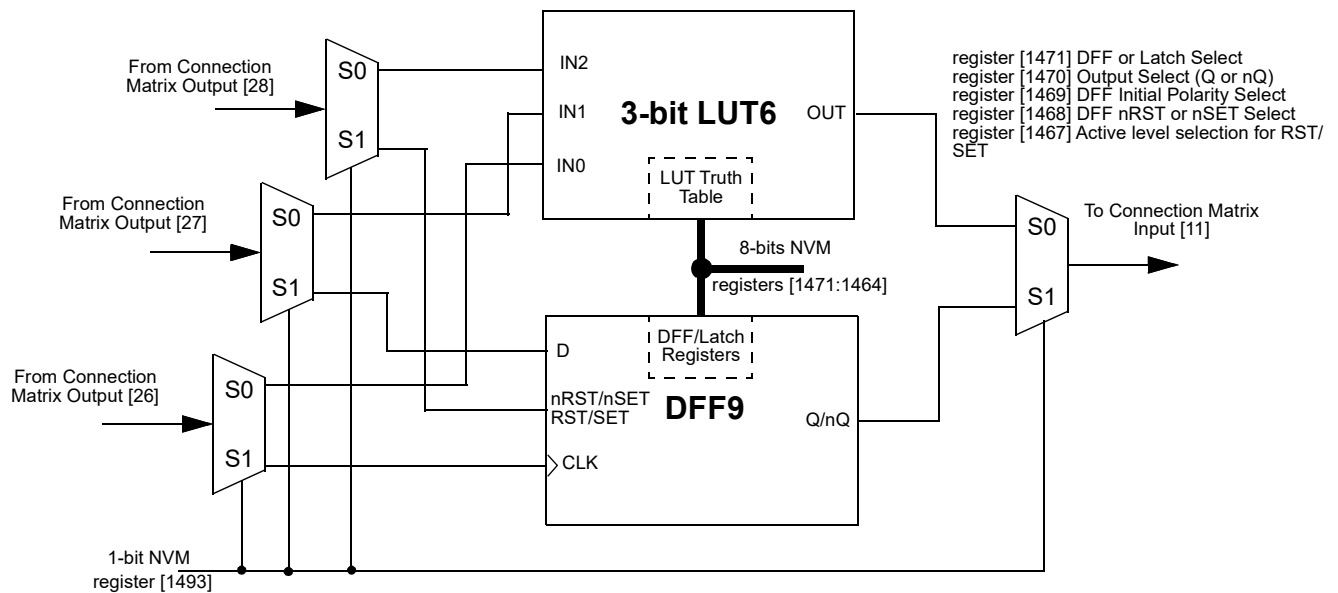 From Connection
Matrix Output [28]
S0
S1
IN2
IN1
IN0
3-bit LUT6
OUT
LUT Truth
Table
register [1471] DFF or Latch Select
register [1470] Output Select (Q or nQ)
register [1469] DFF Initial Polarity Select
register [1468] DFF nRST or nSET Select
register [1467] Active level selection for RST/
SET
From Connection
Matrix Output [27]
S0
S1
8-bits NVM
registers [1471:1464]
S0
S1
To Connection Matrix
Input [11]
From Connection
Matrix Output [26]
S0
S1
D
nRST/nSET
RST/SET
CLK
DFF/Latch
Registers
DFF9
Q/nQ
1-bit NVM
register [1493]